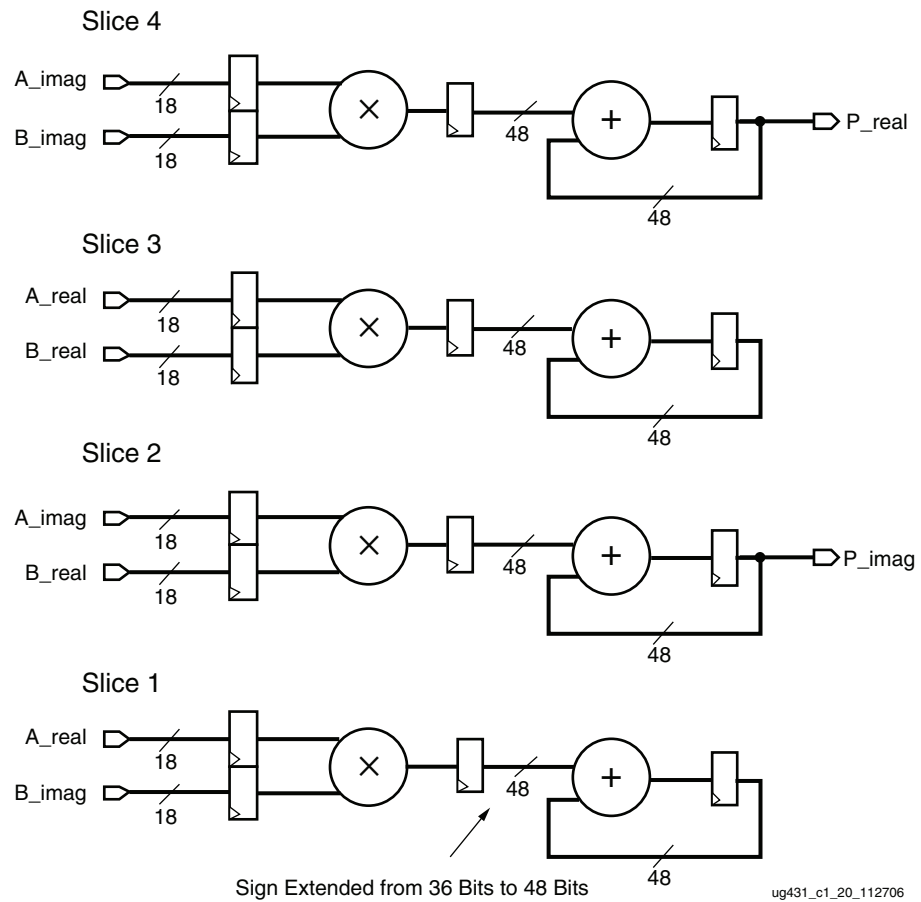 Slice 4
A_imag
18
B_imag
18
×
48
+
P_real
48
Slice 3
A_real
18
B_real
18
×
48
+
48
Slice 2
A_imag
18
B_real
18
×
48
+
P_imag
48
Slice 1
A_real
18
B_imag
18
×
48
+
48
Sign Extended from 36 Bits to 48 Bits
ug431_c1_20_112706